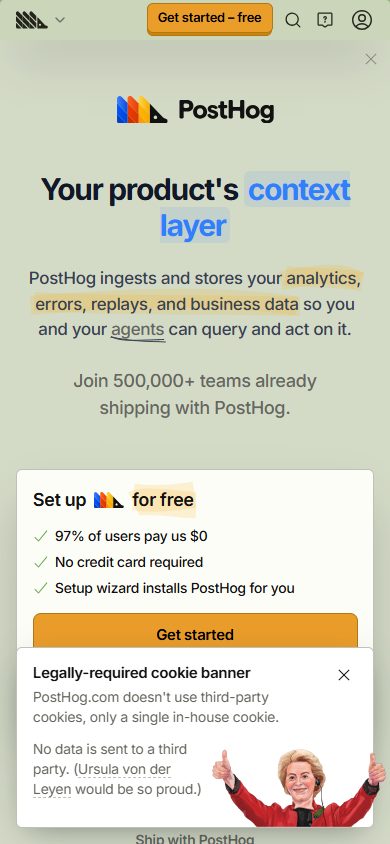 Get started – free
PostHog
Your product's context
layer
PostHog ingests and stores your analytics,
errors, replays, and business data so you
and your agents can query and act on it.
Join 500,000+ teams already
shipping with PostHog.
Set up for free
97% of users pay us $0
No credit card required
Setup wizard installs PostHog for you
Get started
Legally-required cookie banner
PostHog.com doesn't use third-party
cookies, only a single in-house cookie.
No data is sent to a third
party. (Ursula von der
Leyen would be so proud.)
Ship with PostHog